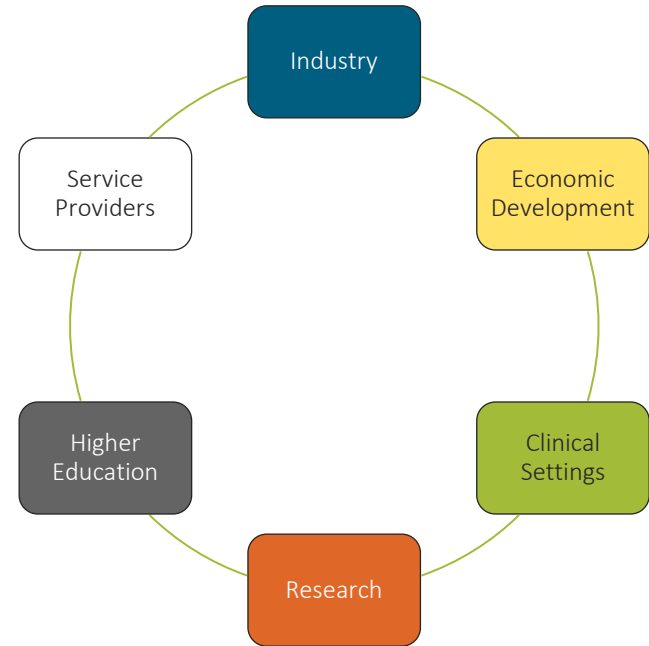 Industry
Economic
Development
Clinical
Settings
Research
Higher
Education
Service
Providers